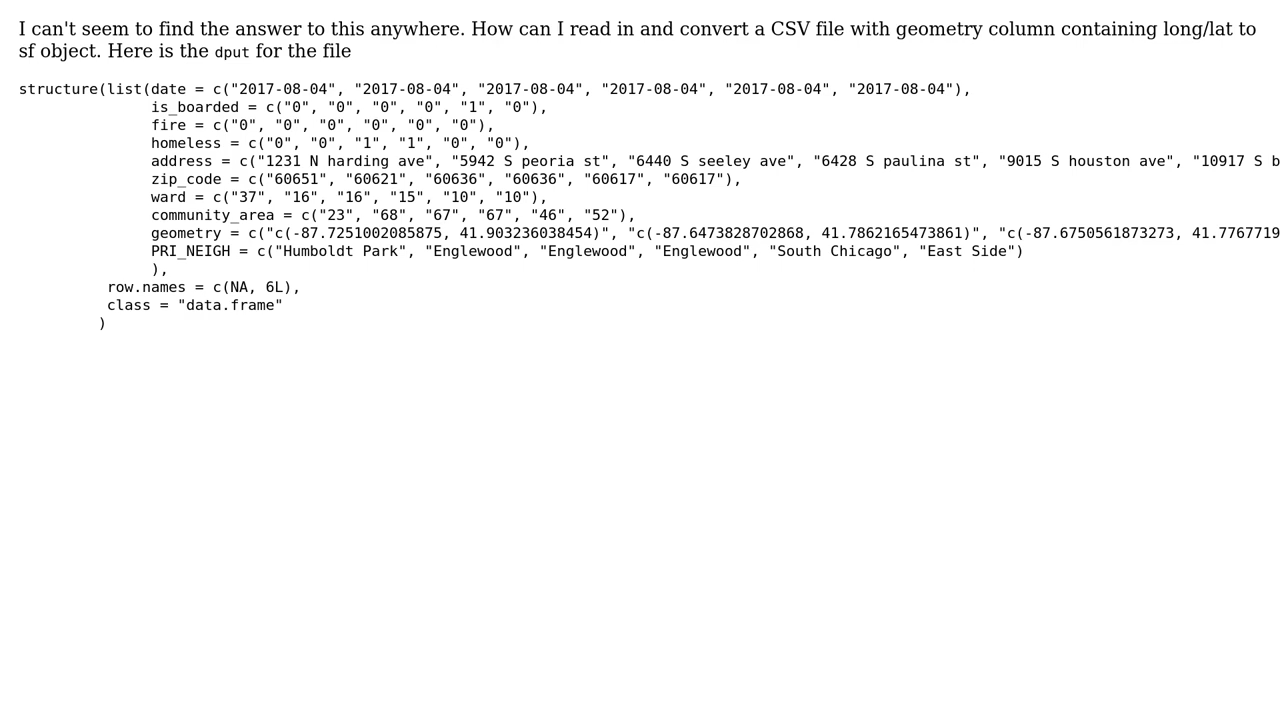 I can't seem to find the answer to this anywhere. How can I read in and convert a CSV file with geometry column containing long/lat to
sf object. Here is the dput for the file
structure(list(date = c("2017-08-04", "2017-08-04", "2017-08-04", "2017-08-04", "2017-08-04", "2017-08-04"),
is_boarded = c("0", "0", "0", "0", "1", "0"),
fire = c("0", "0", "0", "0", "0", "0"),
homeless = c("0", "0", "1", "1", "0", "0"),
address = c("1231 N harding ave", "5942 S peoria st", "6440 S seeley ave", "6428 S paulina st", "9015 S houston ave", "10917 S b
zip_code = c("60651", "60621", "60636", "60636", "60617", "60617"),
ward = c("37", "16", "16", "15", "10", "10"),
community_area = c("23", "68", "67", "67", "46", "52"),
geometry = c("c(-87.7251002085875, 41.903236038454)", "c(-87.6473828702868, 41.7862165473861)", "c(-87.6750561873273, 41.7767719
PRI_NEIGH = c("Humboldt Park", "Englewood", "Englewood", "Englewood", "South Chicago", "East Side")
),
row.names = c(NA, 6L),
class = "data.frame"
)